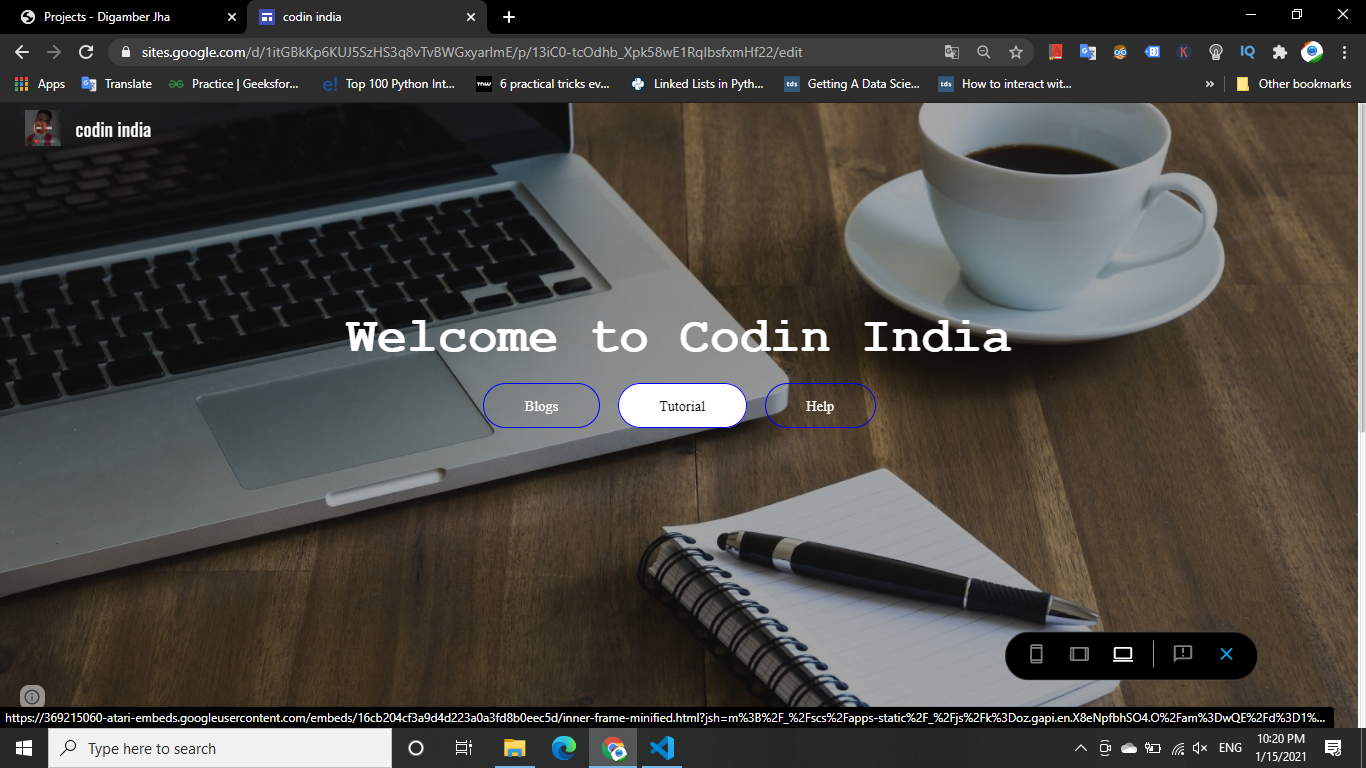 Projects - Digamber Jha
codin india
sites.google.com/d/1itGBkKp6KUJ5SzHS3q8vTvBWGxyarlmE/p/13iC0-tcOdhb_Xpk58wE1RqIbsfxmHf22/edit
Apps
Translate
Practice | Geeksfor...
Top 100 Python Int...
6 practical tricks ev...
Linked Lists in Pyth...
Getting A Data Scie...
How to interact wit...
Other bookmarks
codin india
Welcome to Codin India
Blogs
Tutorial
Help
https://369215060-atari-embeds.googleusercontent.com/embeds/16cb204cf3a9d4d223a0a3fd8b0eec5d/inner-frame-minified.html?jsh=m%3B%2F_%2Fscs%2Fapps-static%2F_%2Fjs%2Fk%3Doz.gapi.en.X8eNpfbhSO4.O%2Fam%3DwQE%2Fd%3D1%...
Type here to search
ENG
10:20 PM
1/15/2021